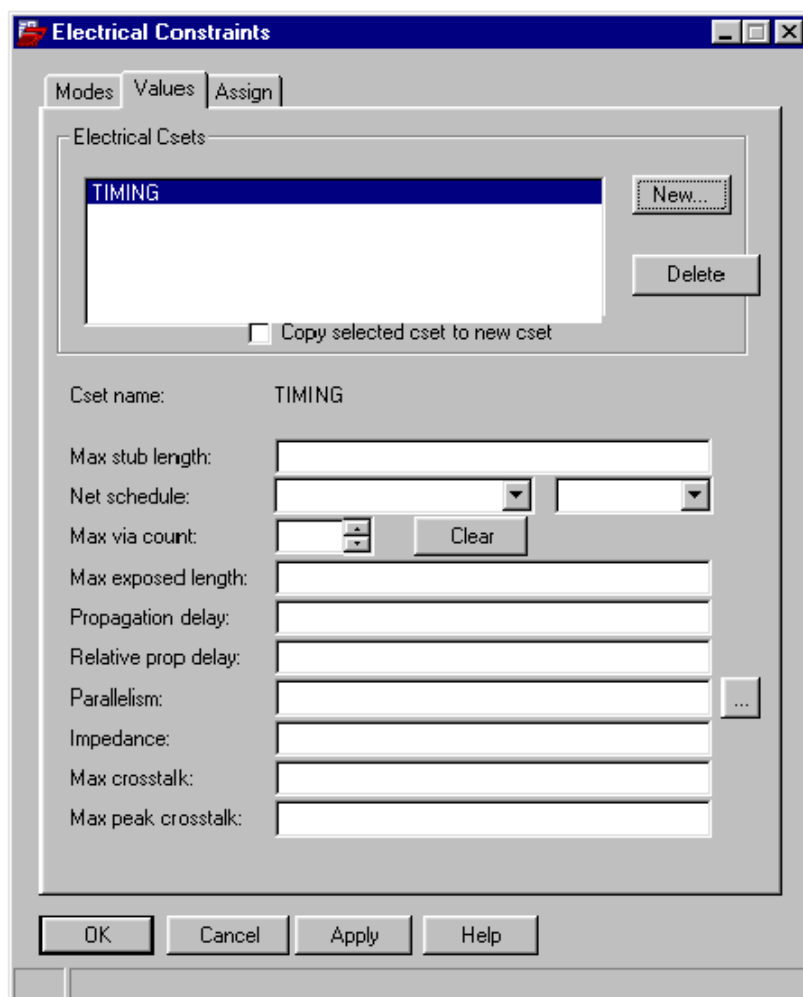 Electrical Constraints
Modes Values Assign
Electrical Csets
TIMING
New...
Delete
Copy selected cset to new cset
Cset name: TIMING
Max stub length:
Net schedule:
Max via count: Clear
Max exposed length:
Propagation delay:
Relative prop delay:
Parallelism: ...
Impedance:
Max crosstalk:
Max peak crosstalk:
OK Cancel Apply Help